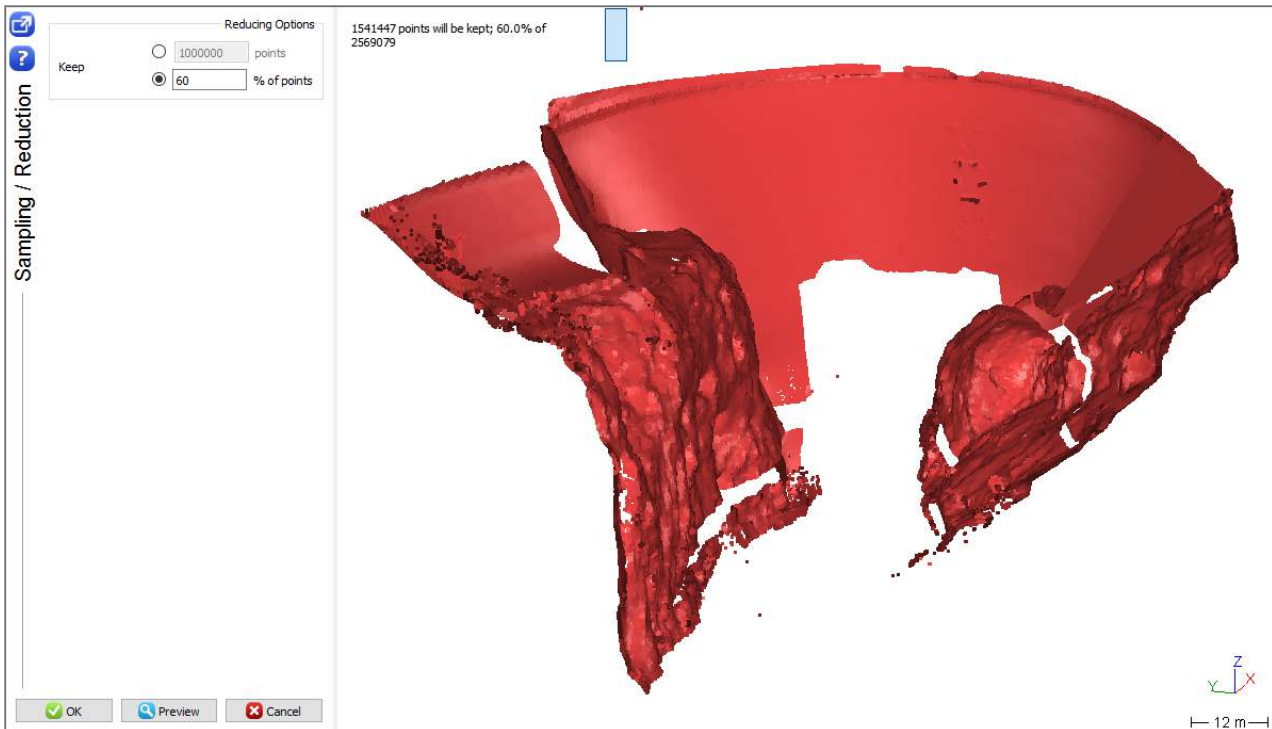 Reducing Options
Keep
1000000 points
60 % of points
Sampling / Reduction
?
OK
Preview
Cancel
1541447 points will be kept; 60.0% of
2569079
Z
Y
X
12 m